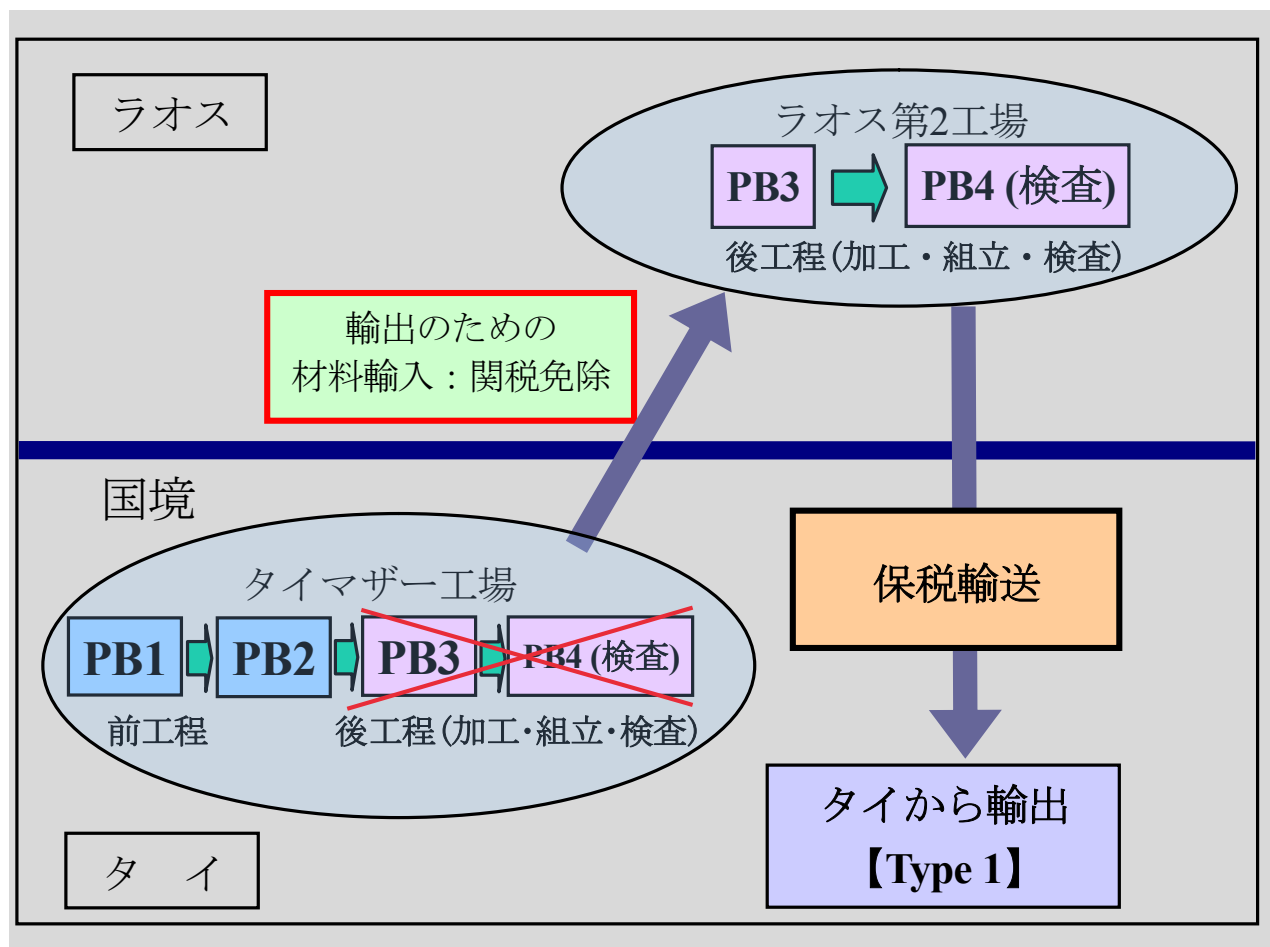 ラオス
ラオス第2工場
PB3
PB4 (検査)
後工程(加工・組立・検査)
輸出のための
材料輸入：関税免除
国境
タイマザー工場
PB1
PB2
PB3
PB4 (検査)
前工程
後工程(加工・組立・検査)
保税輸送
タイから輸出
【Type 1】
タ　イ